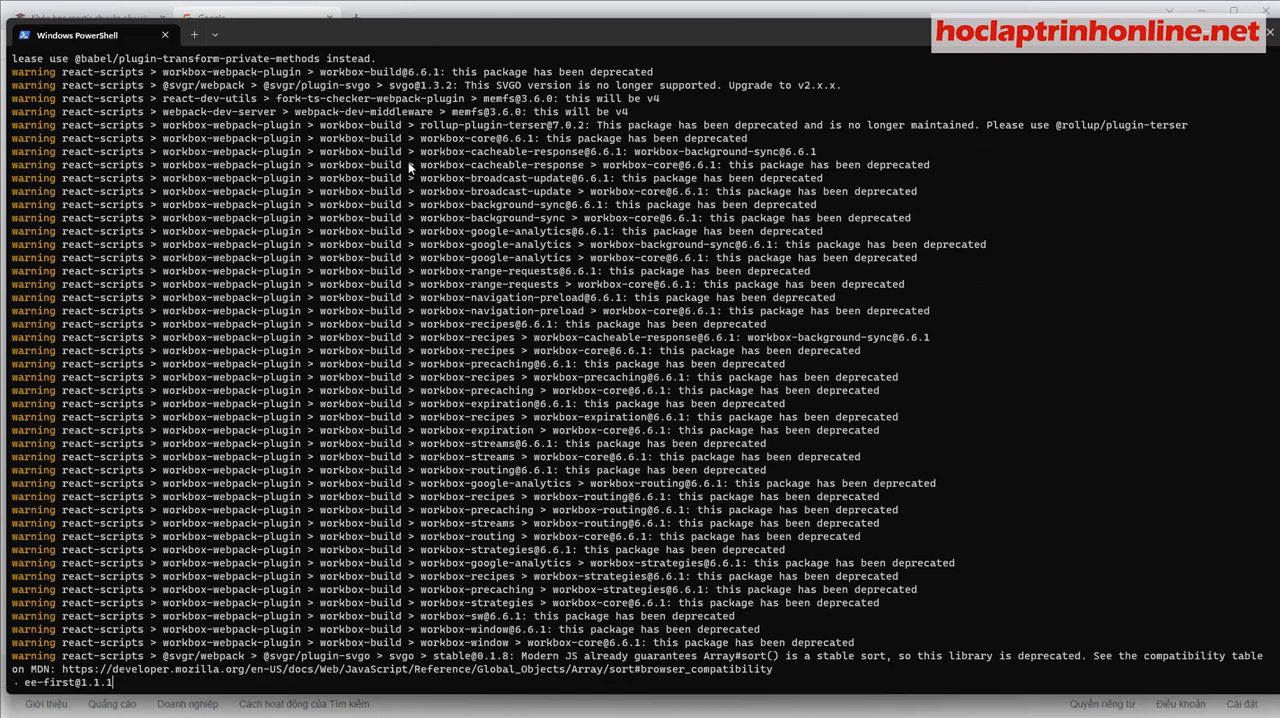 Google
hoclaptrinhonline.net
Windows PowerShell
lease use @babel/plugin-transform-private-methods instead.
warning react-scripts > workbox-webpack-plugin > workbox-build@6.6.1: this package has been deprecated
warning react-scripts > @svgr/webpack > @svgr/plugin-svgo > svgo@1.3.2: This SVGO version is no longer supported. Upgrade to v2.x.x.
warning react-scripts > react-dev-utils > fork-ts-checker-webpack-plugin > memfs@3.6.0: this will be v4
warning react-scripts > webpack-dev-server > webpack-dev-middleware > memfs@3.6.0: this will be v4
warning react-scripts > workbox-webpack-plugin > workbox-build > rollup-plugin-terser@7.0.2: This package has been deprecated and is no longer maintained. Please use @rollup/plugin-terser
warning react-scripts > workbox-webpack-plugin > workbox-build > workbox-core@6.6.1: this package has been deprecated
warning react-scripts > workbox-webpack-plugin > workbox-build > workbox-cacheable-response@6.6.1: workbox-background-sync@6.6.1
warning react-scripts > workbox-webpack-plugin > workbox-build > workbox-cacheable-response > workbox-core@6.6.1: this package has been deprecated
warning react-scripts > workbox-webpack-plugin > workbox-build > workbox-broadcast-update@6.6.1: this package has been deprecated
warning react-scripts > workbox-webpack-plugin > workbox-build > workbox-broadcast-update > workbox-core@6.6.1: this package has been deprecated
warning react-scripts > workbox-webpack-plugin > workbox-build > workbox-background-sync@6.6.1: this package has been deprecated
warning react-scripts > workbox-webpack-plugin > workbox-build > workbox-background-sync > workbox-core@6.6.1: this package has been deprecated
warning react-scripts > workbox-webpack-plugin > workbox-build > workbox-google-analytics@6.6.1: this package has been deprecated
warning react-scripts > workbox-webpack-plugin > workbox-build > workbox-google-analytics > workbox-background-sync@6.6.1: this package has been deprecated
warning react-scripts > workbox-webpack-plugin > workbox-build > workbox-google-analytics > workbox-core@6.6.1: this package has been deprecated
warning react-scripts > workbox-webpack-plugin > workbox-build > workbox-range-requests@6.6.1: this package has been deprecated
warning react-scripts > workbox-webpack-plugin > workbox-build > workbox-range-requests > workbox-core@6.6.1: this package has been deprecated
warning react-scripts > workbox-webpack-plugin > workbox-build > workbox-navigation-preload@6.6.1: this package has been deprecated
warning react-scripts > workbox-webpack-plugin > workbox-build > workbox-navigation-preload > workbox-core@6.6.1: this package has been deprecated
warning react-scripts > workbox-webpack-plugin > workbox-build > workbox-recipes@6.6.1: this package has been deprecated
warning react-scripts > workbox-webpack-plugin > workbox-build > workbox-recipes > workbox-cacheable-response@6.6.1: workbox-background-sync@6.6.1
warning react-scripts > workbox-webpack-plugin > workbox-build > workbox-recipes > workbox-core@6.6.1: this package has been deprecated
warning react-scripts > workbox-webpack-plugin > workbox-build > workbox-precaching@6.6.1: this package has been deprecated
warning react-scripts > workbox-webpack-plugin > workbox-build > workbox-recipes > workbox-precaching@6.6.1: this package has been deprecated
warning react-scripts > workbox-webpack-plugin > workbox-build > workbox-precaching > workbox-core@6.6.1: this package has been deprecated
warning react-scripts > workbox-webpack-plugin > workbox-build > workbox-expiration@6.6.1: this package has been deprecated
warning react-scripts > workbox-webpack-plugin > workbox-build > workbox-recipes > workbox-expiration@6.6.1: this package has been deprecated
warning react-scripts > workbox-webpack-plugin > workbox-build > workbox-expiration > workbox-core@6.6.1: this package has been deprecated
warning react-scripts > workbox-webpack-plugin > workbox-build > workbox-streams@6.6.1: this package has been deprecated
warning react-scripts > workbox-webpack-plugin > workbox-build > workbox-streams > workbox-core@6.6.1: this package has been deprecated
warning react-scripts > workbox-webpack-plugin > workbox-build > workbox-routing@6.6.1: this package has been deprecated
warning react-scripts > workbox-webpack-plugin > workbox-build > workbox-google-analytics > workbox-routing@6.6.1: this package has been deprecated
warning react-scripts > workbox-webpack-plugin > workbox-build > workbox-recipes > workbox-routing@6.6.1: this package has been deprecated
warning react-scripts > workbox-webpack-plugin > workbox-build > workbox-precaching > workbox-routing@6.6.1: this package has been deprecated
warning react-scripts > workbox-webpack-plugin > workbox-build > workbox-streams > workbox-routing@6.6.1: this package has been deprecated
warning react-scripts > workbox-webpack-plugin > workbox-build > workbox-routing > workbox-core@6.6.1: this package has been deprecated
warning react-scripts > workbox-webpack-plugin > workbox-build > workbox-strategies@6.6.1: this package has been deprecated
warning react-scripts > workbox-webpack-plugin > workbox-build > workbox-google-analytics > workbox-strategies@6.6.1: this package has been deprecated
warning react-scripts > workbox-webpack-plugin > workbox-build > workbox-recipes > workbox-strategies@6.6.1: this package has been deprecated
warning react-scripts > workbox-webpack-plugin > workbox-build > workbox-precaching > workbox-strategies@6.6.1: this package has been deprecated
warning react-scripts > workbox-webpack-plugin > workbox-build > workbox-strategies > workbox-core@6.6.1: this package has been deprecated
warning react-scripts > workbox-webpack-plugin > workbox-build > workbox-sw@6.6.1: this package has been deprecated
warning react-scripts > workbox-webpack-plugin > workbox-build > workbox-window@6.6.1: this package has been deprecated
warning react-scripts > workbox-webpack-plugin > workbox-build > workbox-window > workbox-core@6.6.1: this package has been deprecated
warning react-scripts > @svgr/webpack > @svgr/plugin-svgo > svgo > stable@0.1.8: Modern JS already guarantees Array#sort() is a stable sort, so this library is deprecated. See the compatibility table
on MDN: https://developer.mozilla.org/en-US/docs/Web/JavaScript/Reference/Global_Objects/Array/sort#browser_compatibility
· ee-first@1.1.1
Giới thiệu Quảng cáo Doanh nghiệp Cách hoạt động của Tìm kiếm Quyền riêng tư Điều khoản Cài đặt